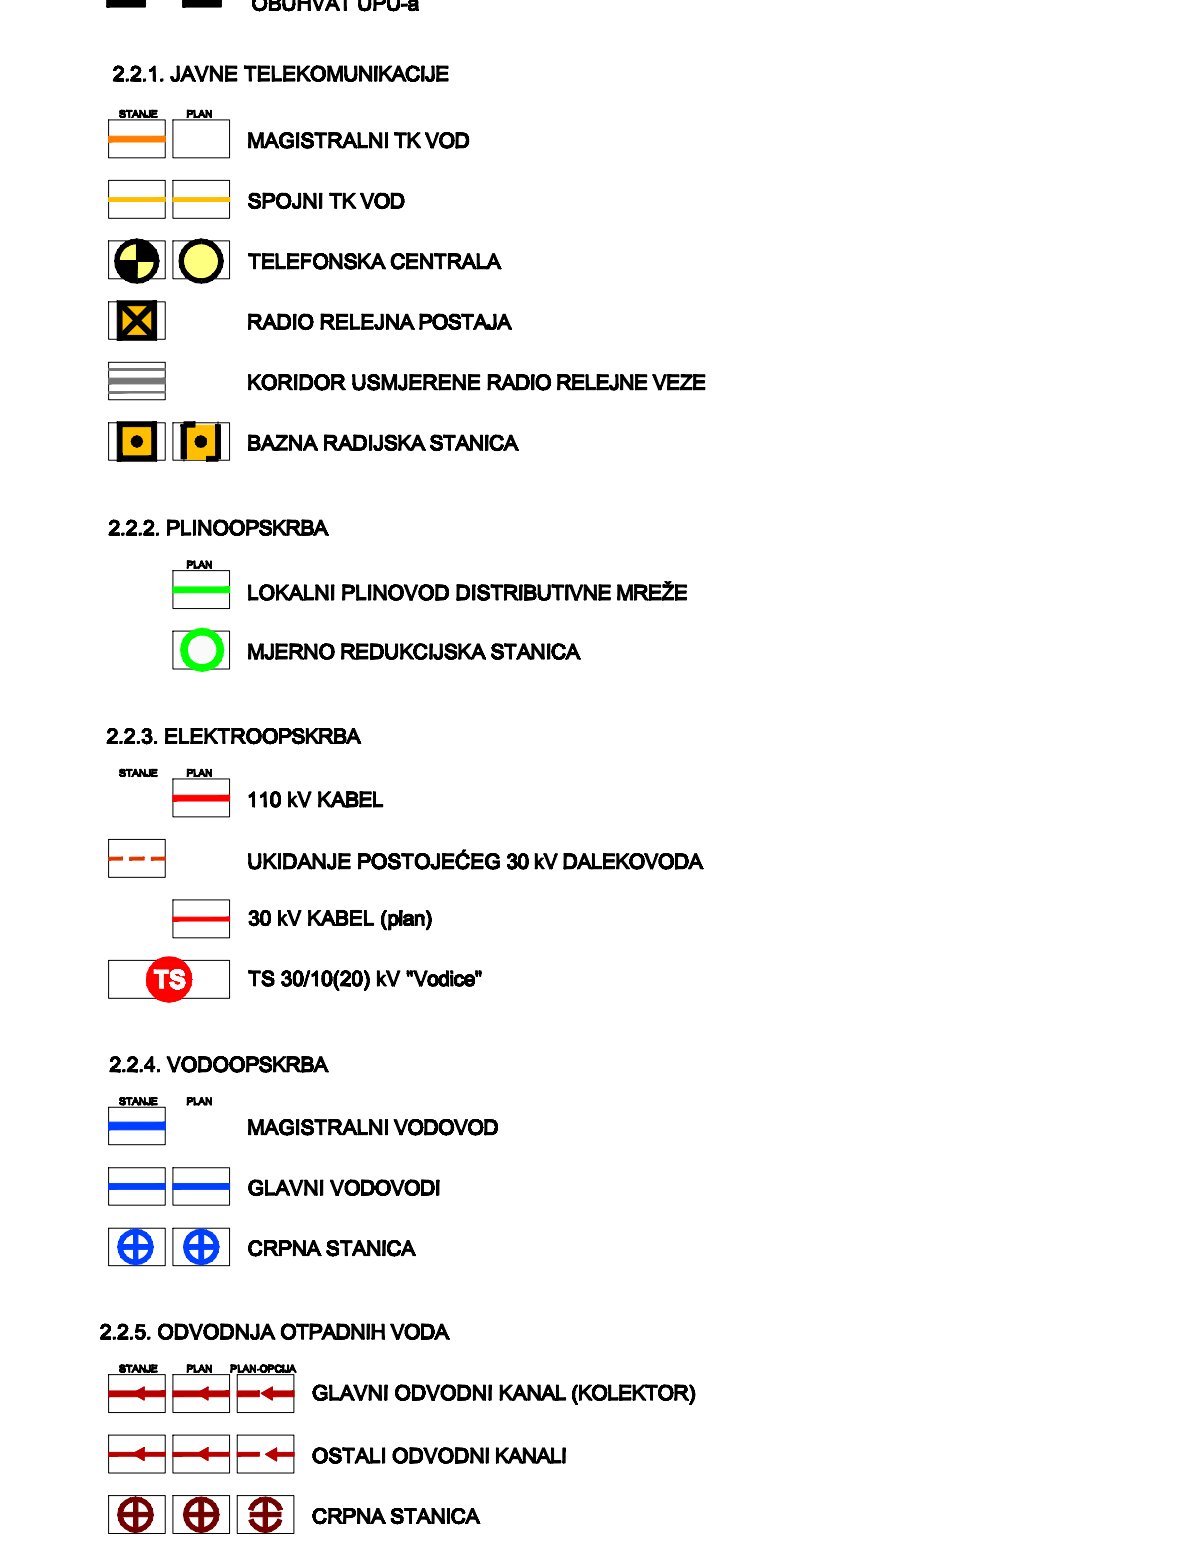 OBUHVAT UPU-a
2.2.1. JAVNE TELEKOMUNIKACIJE
STANJE PLAN
MAGISTRALNI TK VOD
SPOJNI TK VOD
TELEFONSKA CENTRALA
RADIO RELEJNA POSTAJA
KORIDOR USMJERENE RADIO RELEJNE VEZE
BAZNA RADIJSKA STANICA
2.2.2. PLINOOPSKRBA
PLAN
LOKALNI PLINOVOD DISTRIBUTIVNE MREŽE
MJERNO REDUKCIJSKA STANICA
2.2.3. ELEKTROOPSKRBA
STANJE PLAN
110 kV KABEL
UKIDANJE POSTOJEĆEG 30 kV DALEKOVODA
30 kV KABEL (plan)
TS TS 30/10(20) kV "Vodice"
2.2.4. VODOOPSKRBA
STANJE PLAN
MAGISTRALNI VODOVOD
GLAVNI VODOVODI
CRPNA STANICA
2.2.5. ODVODNJA OTPADNIH VODA
STANJE PLAN PLAN-OPCIJA
GLAVNI ODVODNI KANAL (KOLEKTOR)
OSTALI ODVODNI KANALI
CRPNA STANICA